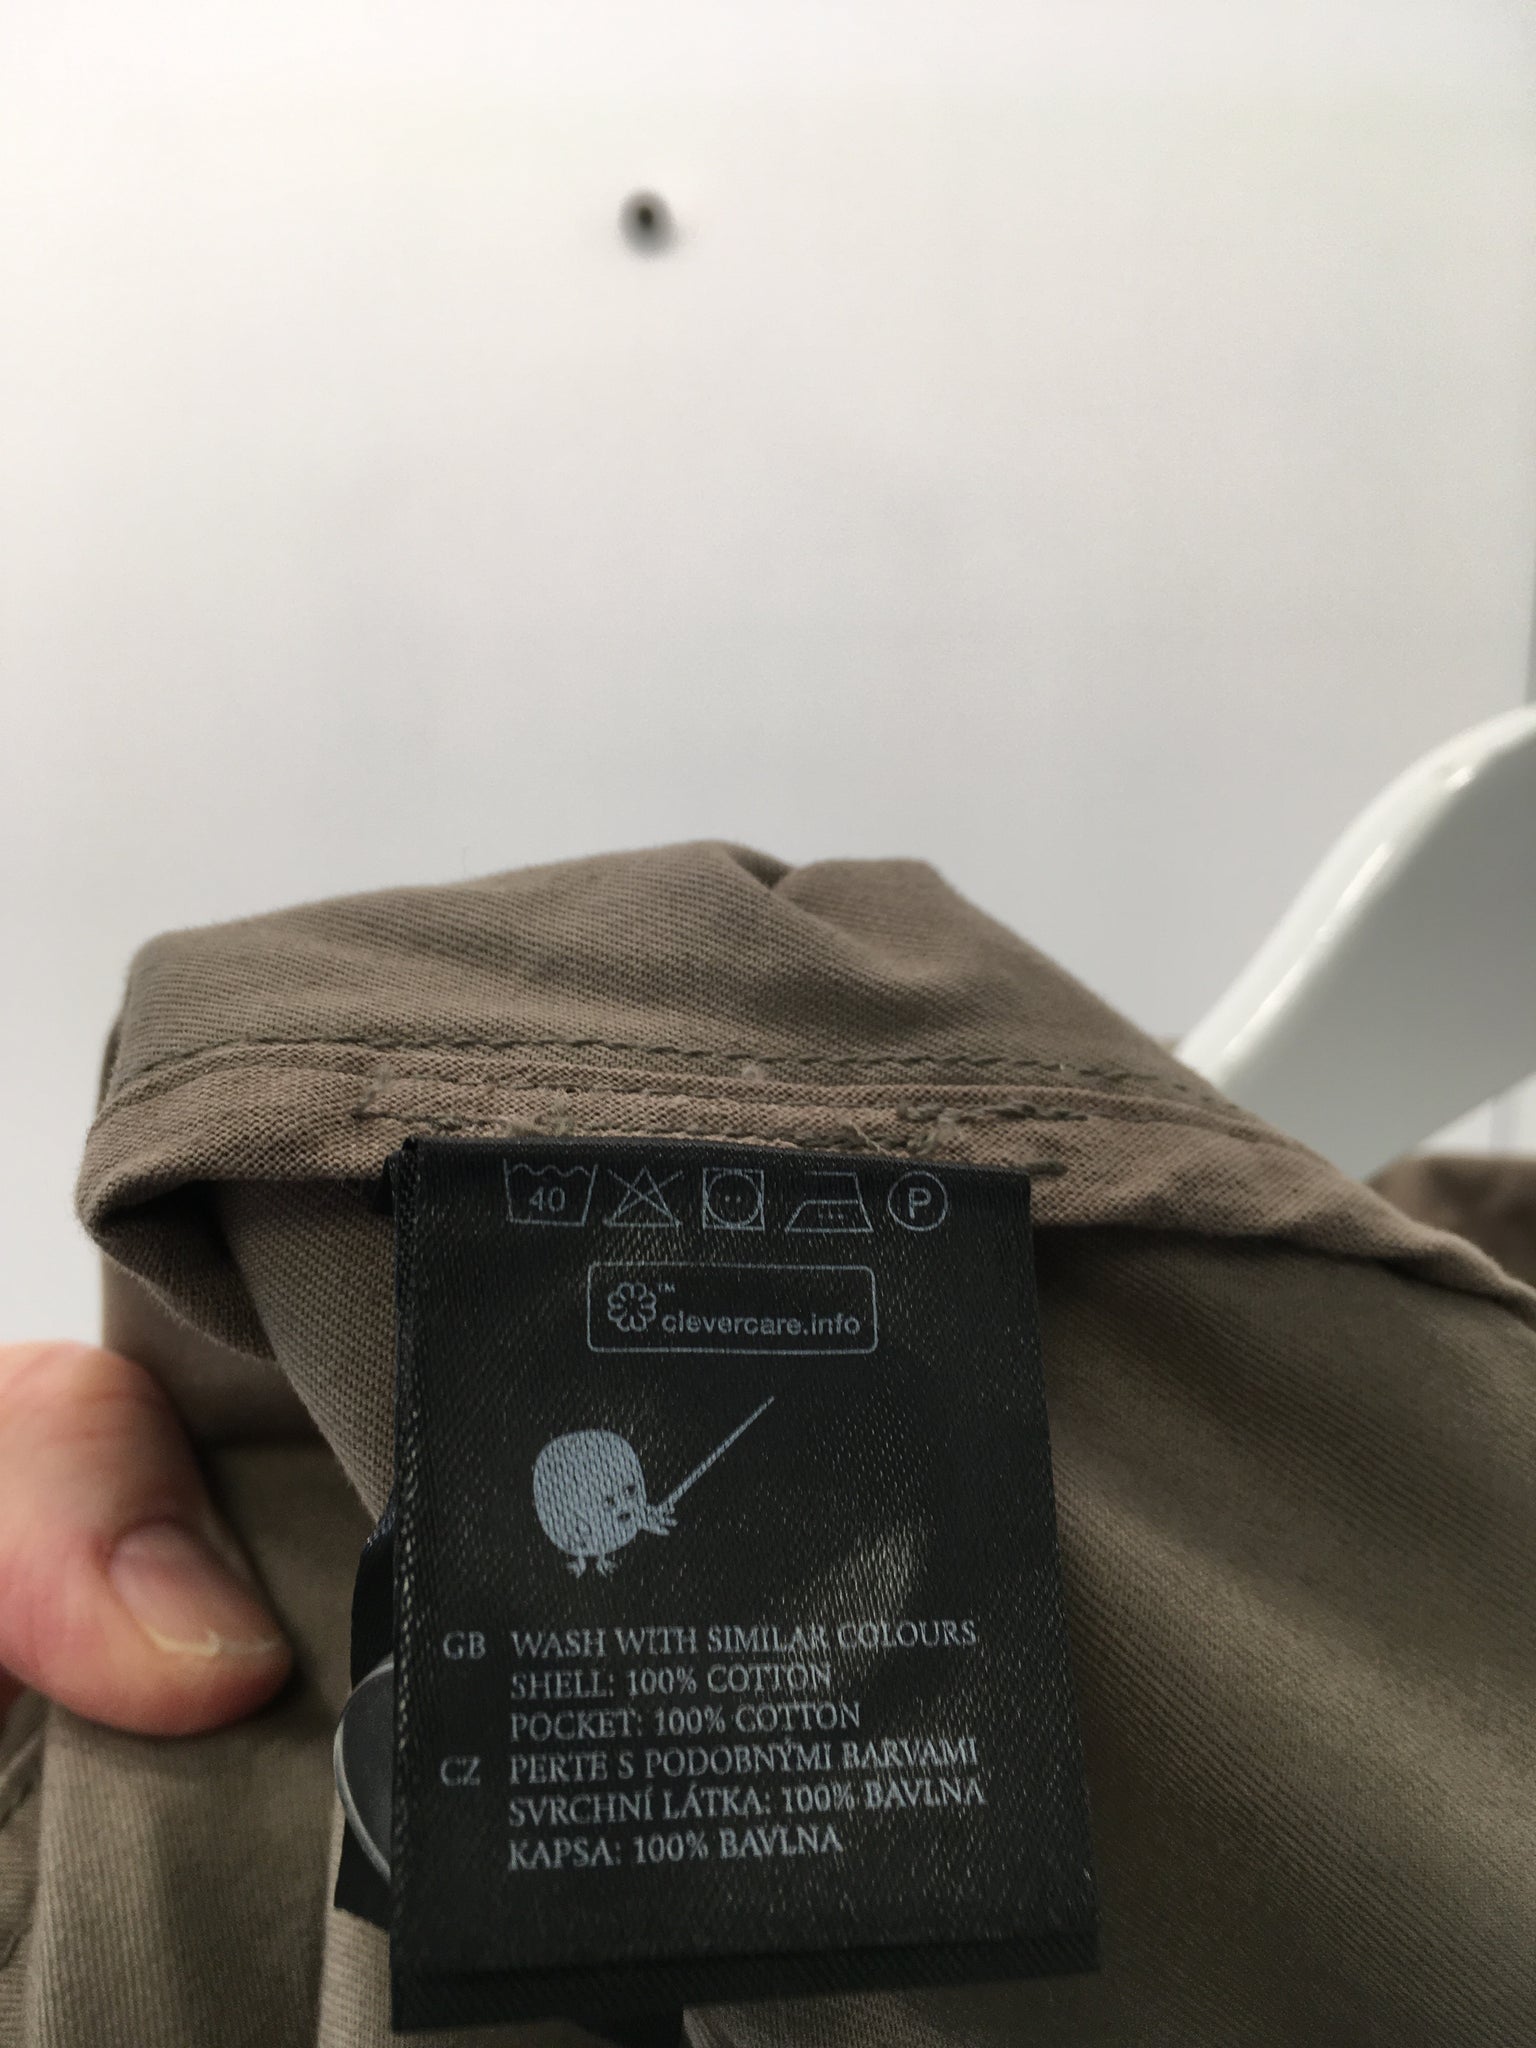 40
P
™
clevercare.info
GB WASH WITH SIMILAR COLOURS
SHELL: 100% COTTON
POCKET: 100% COTTON
CZ PERTE S PODOBNÝMI BARVAMI
SVRCHNÍ LÁTKA: 100% BAVLNA
KAPSA: 100% BAVLNA